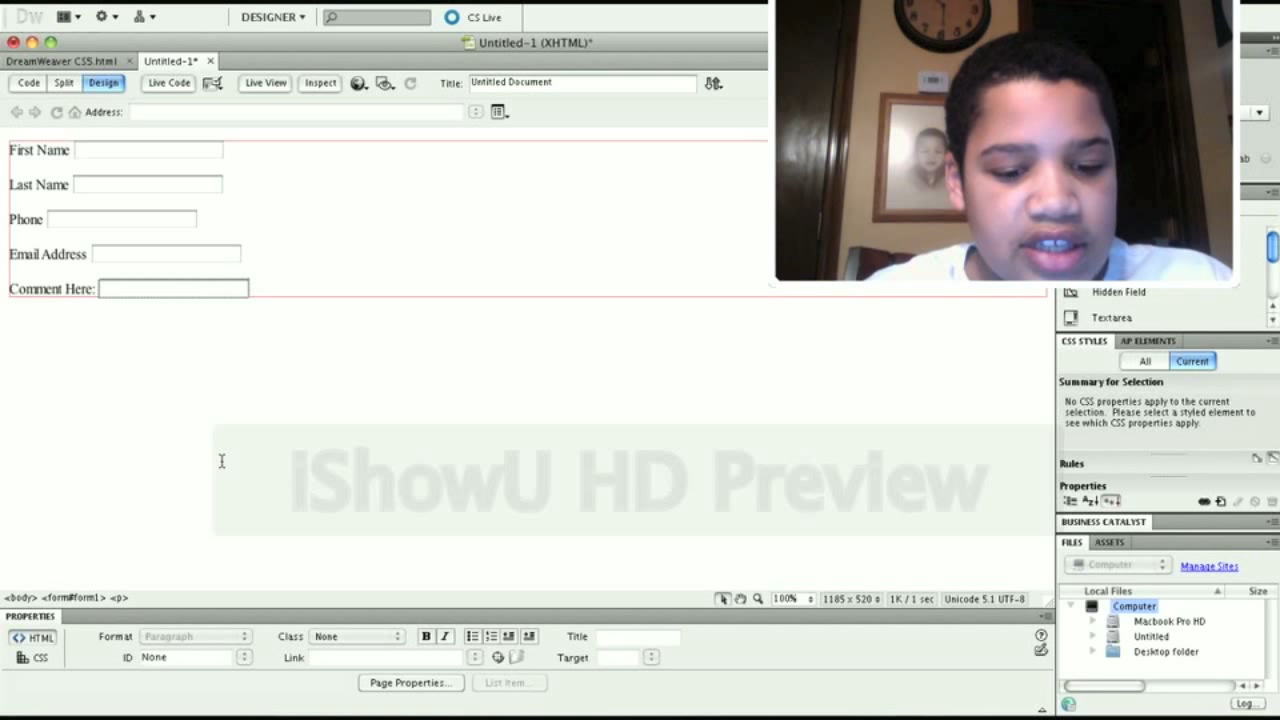 Dw DESIGNER CS Live
Untitled-1 (XHTML)*
DreamWeaver CS5.html × Untitled-1* ×
Code Split Design Live Code Live View Inspect Title: Untitled Document
Address:
First Name
Last Name
Phone
Email Address
Comment Here:
ab
Hidden Field
Textarea
CSS STYLES AP ELEMENTS
All Current
Summary for Selection
No CSS properties apply to the current
selection. Please select a styled element to
see which CSS properties apply.
Rules
Properties
iShowU HD Preview
BUSINESS CATALYST
FILES ASSETS
Computer Manage Sites
Local Files Size
Computer
Macbook Pro HD
Untitled
Desktop folder
Log...
<body> <form#form1> <p> 100% 1185 x 520 1K / 1 sec Unicode 5.1 UTF-8
PROPERTIES
<> HTML Format Paragraph Class None B I Title
CSS ID None Link Target
Page Properties... List Item...